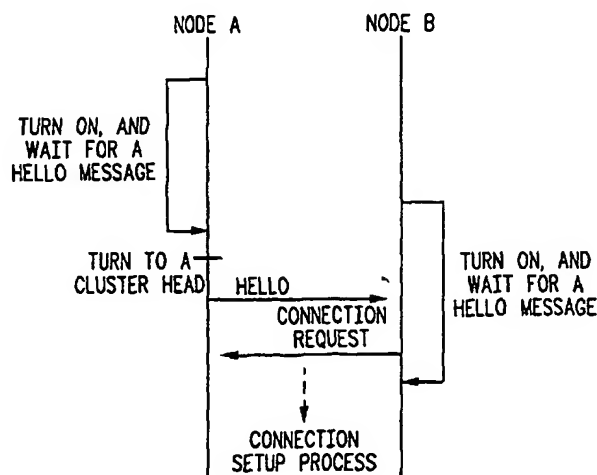 NODE A
NODE B
TURN ON, AND
WAIT FOR A
HELLO MESSAGE
TURN TO A
CLUSTER HEAD
HELLO
CONNECTION
REQUEST
TURN ON, AND
WAIT FOR A
HELLO MESSAGE
CONNECTION
SETUP PROCESS